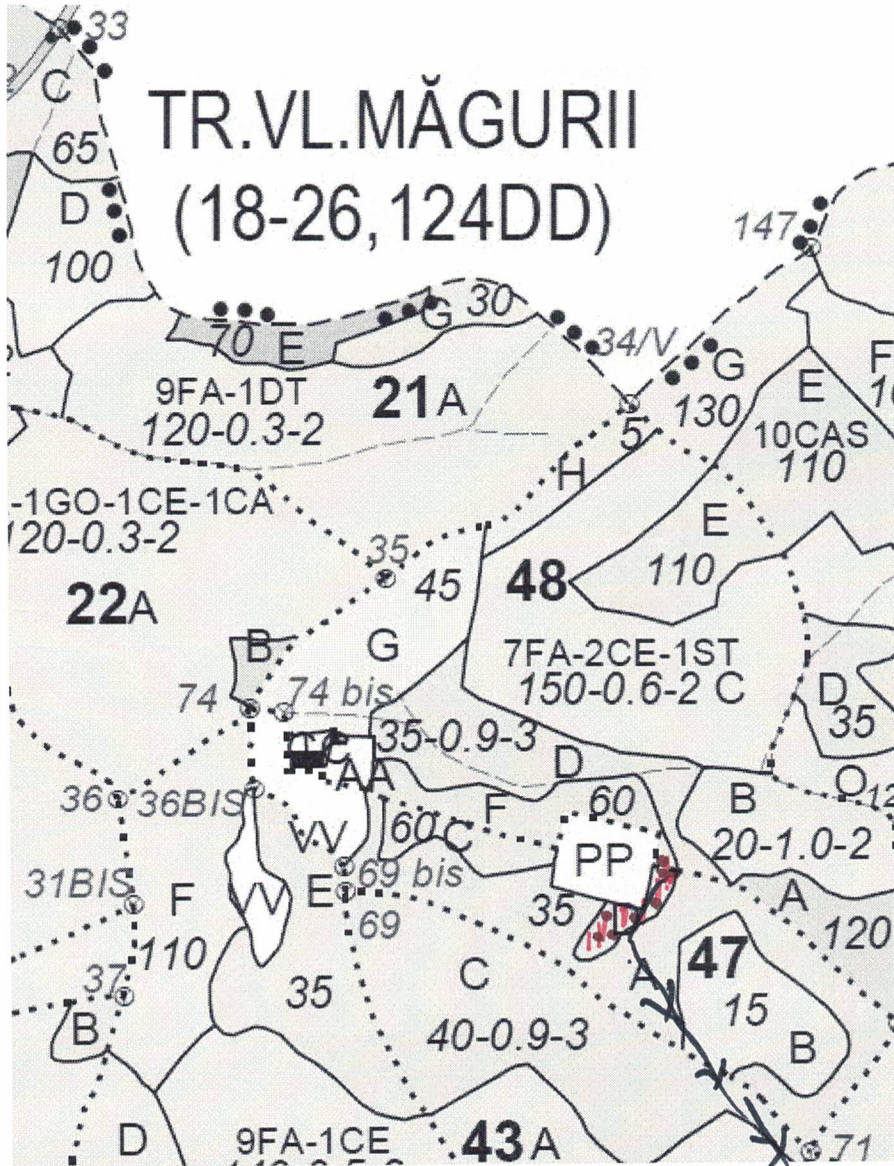 33
C
65
TR.VL.MĂGURII
(18-26,124DD)
D
100
147
30
G
70 E
34/V
G
F
130
E
9FA-1DT
21A
120-0.3-2
5
10CAS
110
H
-1GO-1CE-1CA
120-0.3-2
E
35
45
48
110
22A
B
G
7FA-2CE-1ST
150-0.6-2 C
D
35
74
74 bis
35-0.9-3
D
AA
36
36BIS
F
60
B
O
12
VV
60 C
20-1.0-2
PP
69 bis
A
31BIS
F
VV
E
35
120
69
110
C
A
47
37
35
15
B
40-0.9-3
B
D
9FA-1CE
43A
71